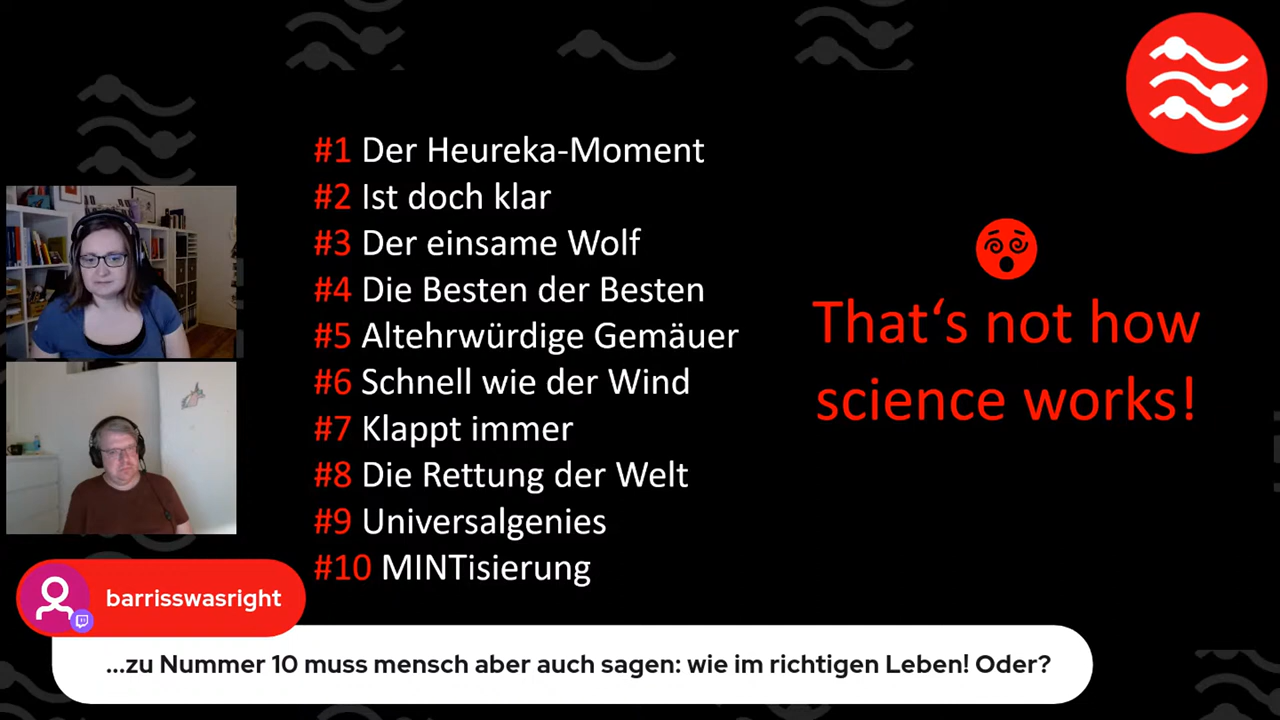 #1 Der Heureka-Moment
#2 Ist doch klar
#3 Der einsame Wolf
#4 Die Besten der Besten
#5 Altehrwürdige Gemäuer
#6 Schnell wie der Wind
#7 Klappt immer
#8 Die Rettung der Welt
#9 Universalgenies
#10 MINTisierung
That‘s not how
science works!
barrisswasright
...zu Nummer 10 muss mensch aber auch sagen: wie im richtigen Leben! Oder?